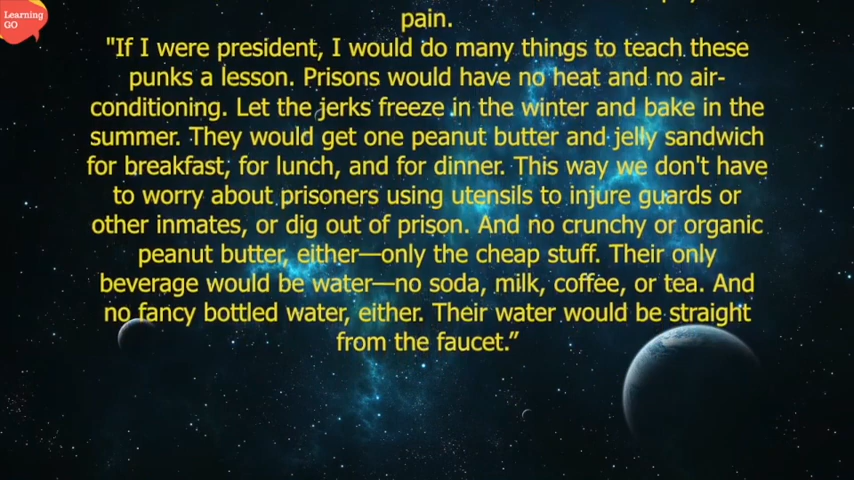 Learning
GO
pain.
"If I were president, I would do many things to teach these
punks a lesson. Prisons would have no heat and no air-
conditioning. Let the jerks freeze in the winter and bake in the
summer. They would get one peanut butter and jelly sandwich
for breakfast, for lunch, and for dinner. This way we don't have
to worry about prisoners using utensils to injure guards or
other inmates, or dig out of prison. And no crunchy or organic
peanut butter, either—only the cheap stuff. Their only
beverage would be water—no soda, milk, coffee, or tea. And
no fancy bottled water, either. Their water would be straight
from the faucet.”